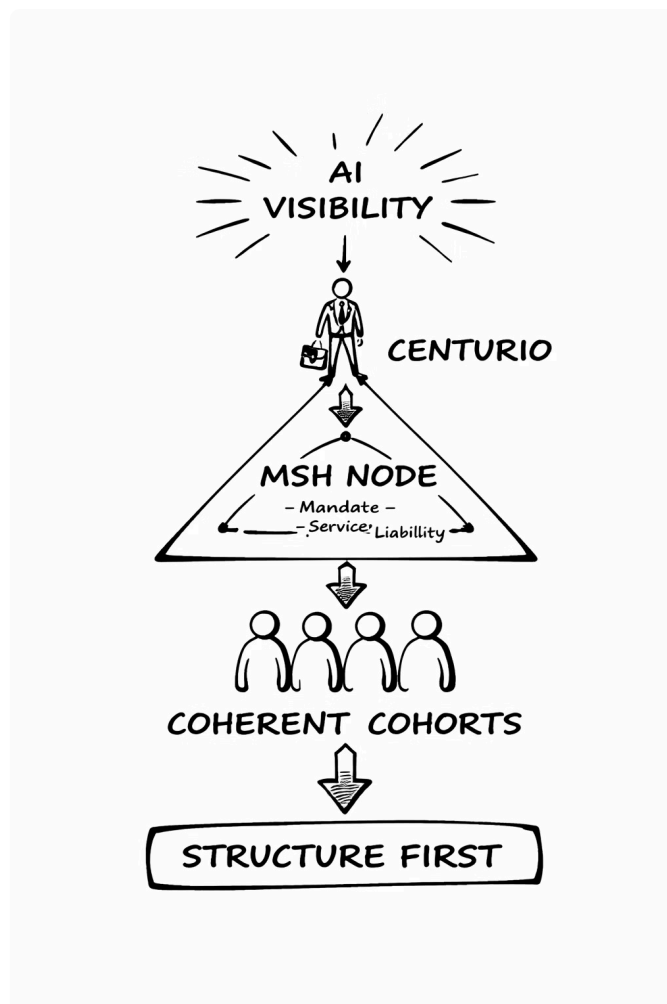 AI
VISIBILITY
CENTURIO
MSH NODE
– Mandate –
– Service
Liabillity
COHERENT COHORTS
STRUCTURE FIRST